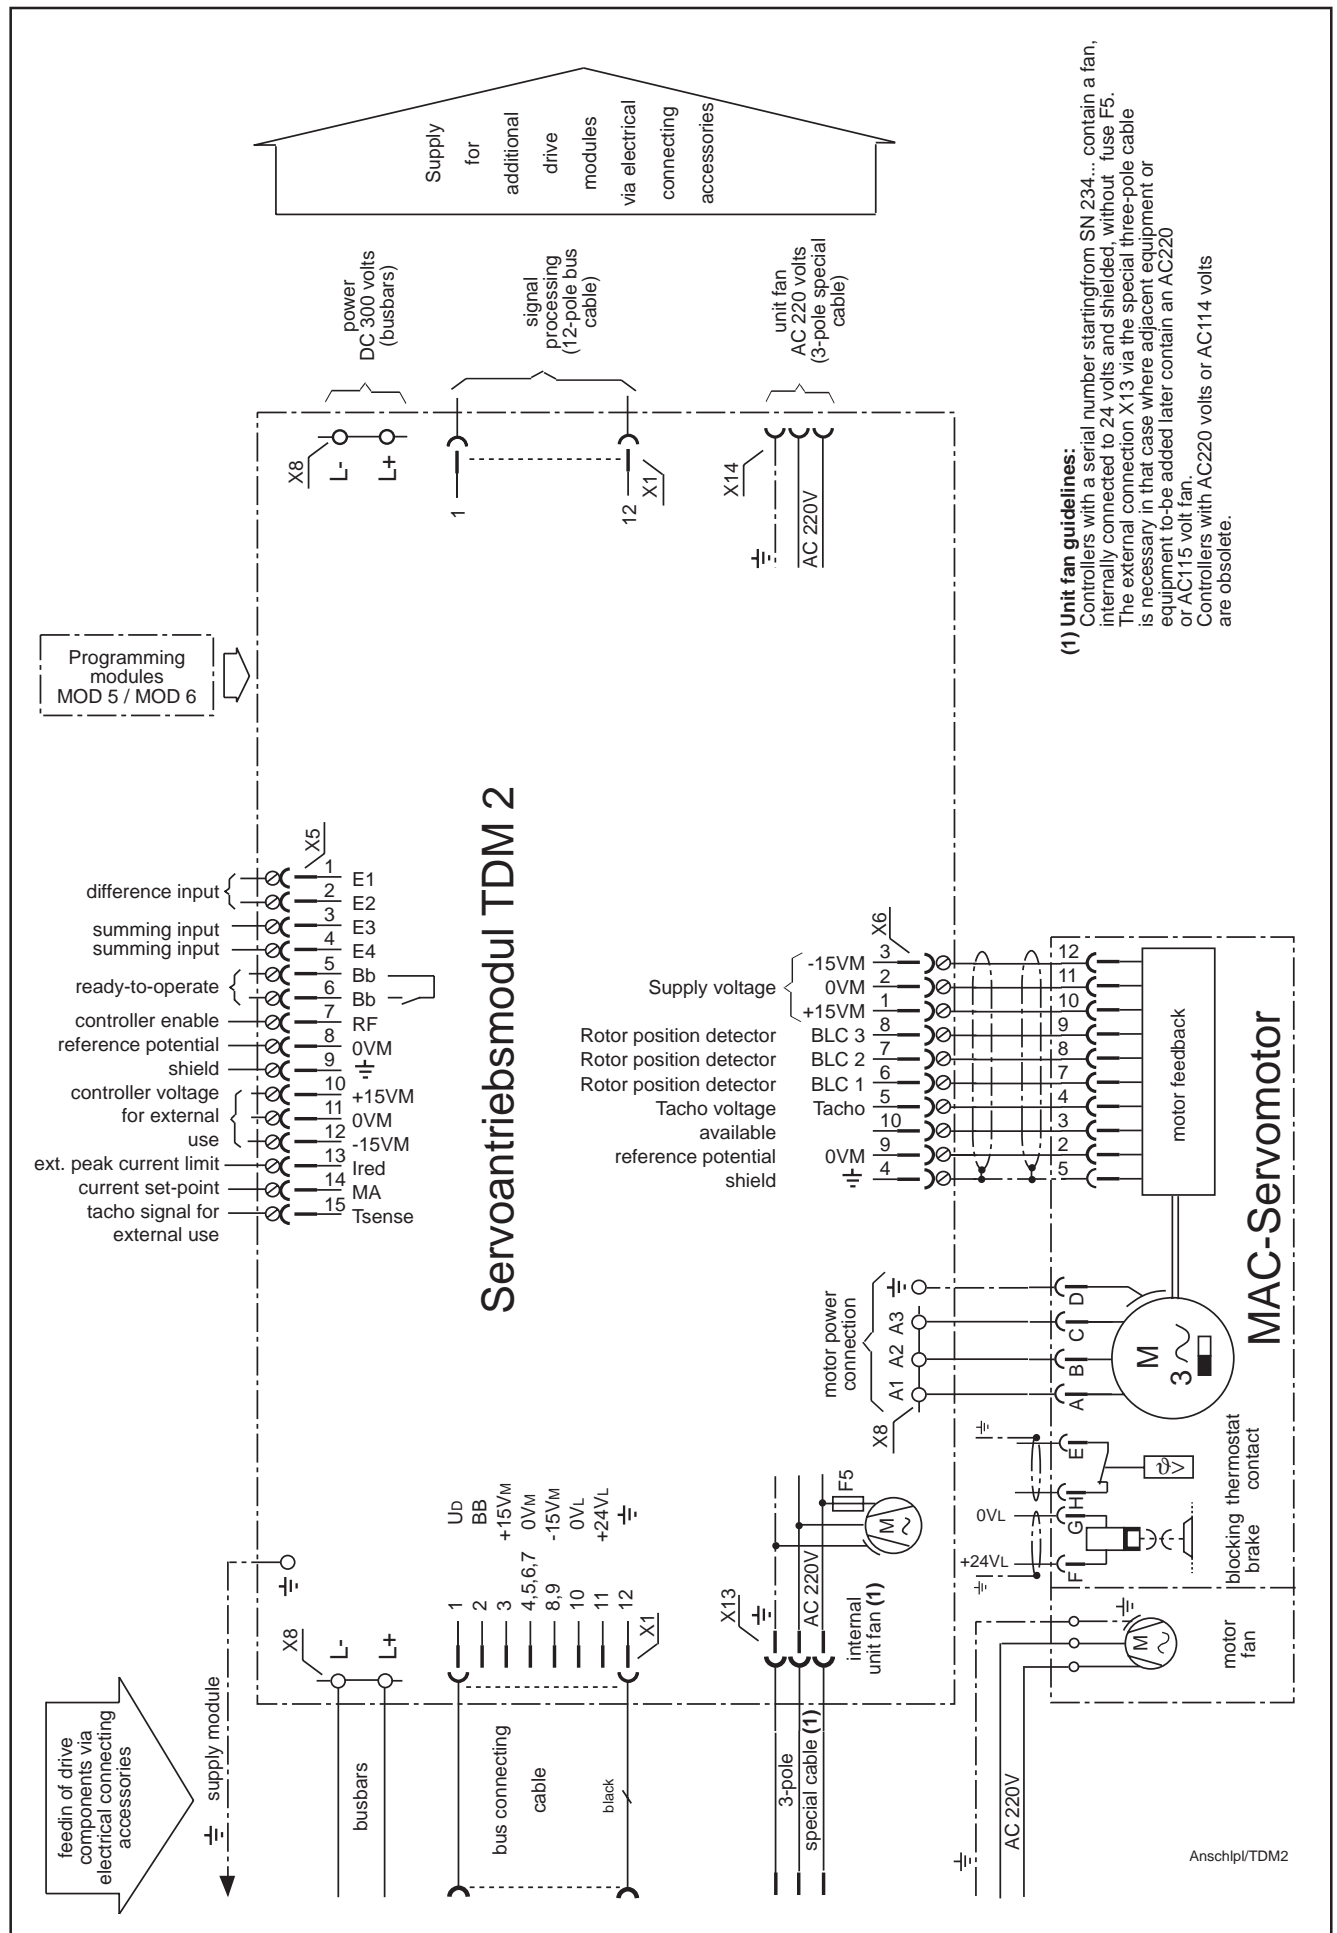 Supply
for
additional
drive
modules
via electrical
connecting
accessories
power
DC 300 volts
(busbars)
signal
processing
(12-pole bus
cable)
unit fan
AC 220 volts
(3-pole special
cable)
X8
L-
L+
1
12
X1
X14
AC 220V
(1) Unit fan guidelines:
Controllers with a serial number startingfrom SN 234... contain a fan,
internally connected to 24 volts and shielded, without fuse F5.
The external connection X13 via the special three-pole cable
is necessary in that case where adjacent equipment or
equipment to-be added later contain an AC220
or AC115 volt fan.
Controllers with AC220 volts or AC114 volts
are obsolete.
Programming
modules
MOD 5 / MOD 6
Servoantriebsmodul TDM 2
X5
difference input
1 E1
2 E2
summing input 3 E3
summing input 4 E4
ready-to-operate
5 Bb
6 Bb
controller enable 7 RF
reference potential 8 0VM
shield 9
controller voltage
for external
use
10 +15VM
11 0VM
12 -15VM
ext. peak current limit 13 Ired
current set-point 14 MA
tacho signal for
external use
15 Tsense
X6
Supply voltage
-15VM 3 12
0VM 2 11
+15VM 1 10
Rotor position detector BLC 3 8 9
Rotor position detector BLC 2 7 8
Rotor position detector BLC 1 6 7
Tacho voltage Tacho 5 4
available 10 3
reference potential 0VM 9 2
shield 4 5
motor feedback
MAC-Servomotor
motor power
connection
X8
A1
A2
A3
A
B
C
D
M
3
E
H
G
F
ϑ>
0VL
+24VL
blocking
brake
thermostat
contact
motor
fan
M
AC 220V
feedin of drive
components via
electrical connecting
accessories
supply module
X8
L-
L+
busbars
1 UD
2 BB
3 +15VM
4,5,6,7 0VM
8,9 -15VM
10 0VL
11 +24VL
12
X1
bus connecting
cable
black
X13
AC 220V
F5
M
internal
unit fan (1)
3-pole
special cable (1)
Anschlpl/TDM2